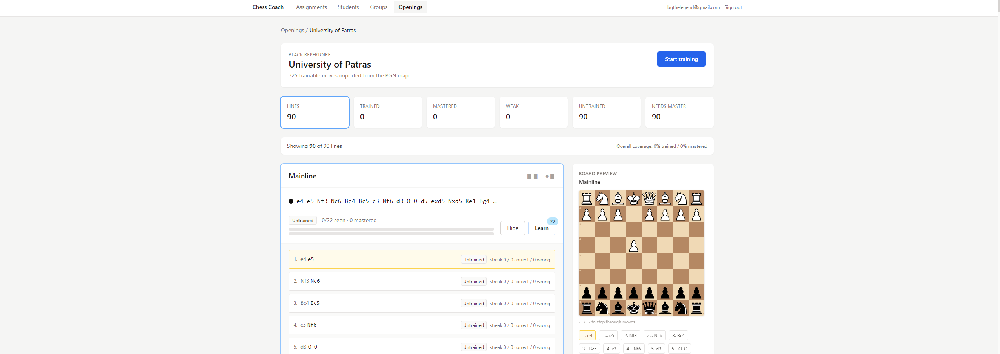 Chess Coach Assignments Students Groups Openings bgthelegend@gmail.com Sign out
Openings / University of Patras
BLACK REPERTOIRE
University of Patras
325 trainable moves imported from the PGN map
Start training
LINES
90
TRAINED
0
MASTERED
0
WEAK
0
UNTRAINED
90
NEEDS MASTER
90
Showing 90 of 90 lines
Overall coverage: 0% trained / 0% mastered
Mainline
e4 e5 Nf3 Nc6 Bc4 Bc5 c3 Nf6 d3 O-O d5 exd5 Nxd5 Re1 Bg4 …
Untrained 0/22 seen · 0 mastered
Hide
Learn
22
1. e4 e5 Untrained streak 0 / 0 correct / 0 wrong
2. Nf3 Nc6 Untrained streak 0 / 0 correct / 0 wrong
3. Bc4 Bc5 Untrained streak 0 / 0 correct / 0 wrong
4. c3 Nf6 Untrained streak 0 / 0 correct / 0 wrong
5. d3 O-O Untrained streak 0 / 0 correct / 0 wrong
BOARD PREVIEW
Mainline
1
2
3
4
5
6
7
8
← / → to step through moves
1. e4 1... e5 2. Nf3 2... Nc6 3. Bc4
3... Bc5 4. c3 4... Nf6 5. d3 5... O-O